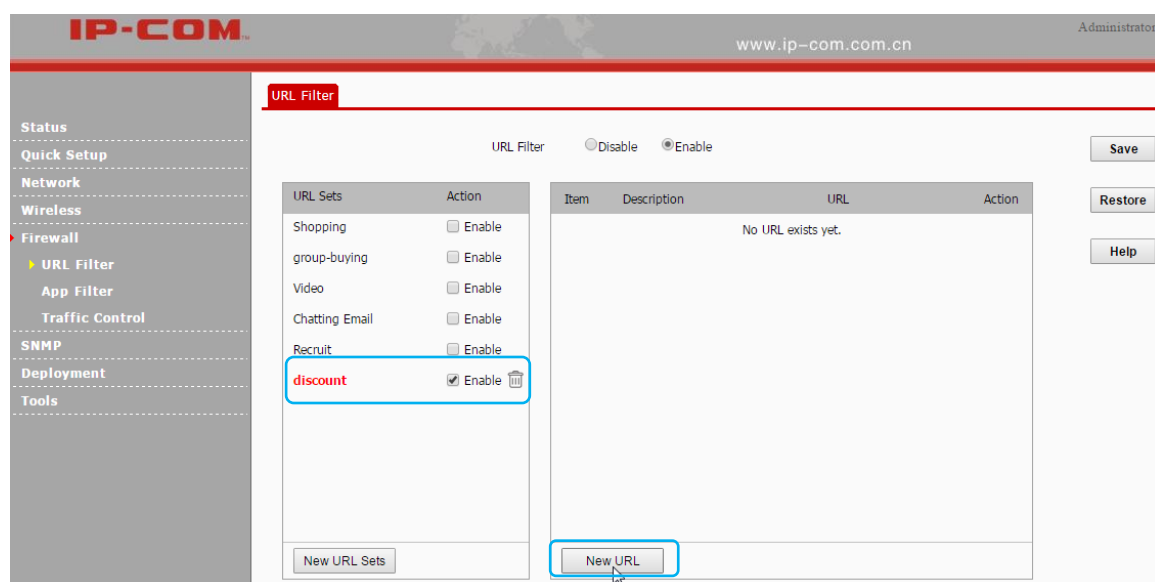 IP-COM
www.ip-com.com.cn
Administrator
URL Filter
Status
Quick Setup
Network
Wireless
Firewall
URL Filter
App Filter
Traffic Control
SNMP
Deployment
Tools
URL Filter Disable Enable
URL Sets Action
Shopping Enable
group-buying Enable
Video Enable
Chatting Email Enable
Recruit Enable
discount Enable
New URL Sets
Item Description URL Action
No URL exists yet.
New URL
Save
Restore
Help